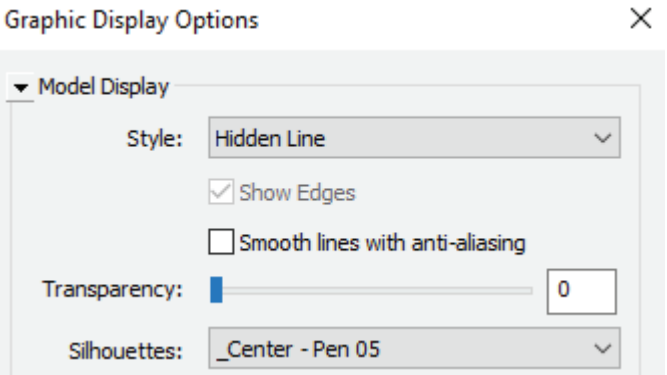 Graphic Display Options
Model Display
Style: Hidden Line
Show Edges
Smooth lines with anti-aliasing
Transparency: 0
Silhouettes: _Center - Pen 05